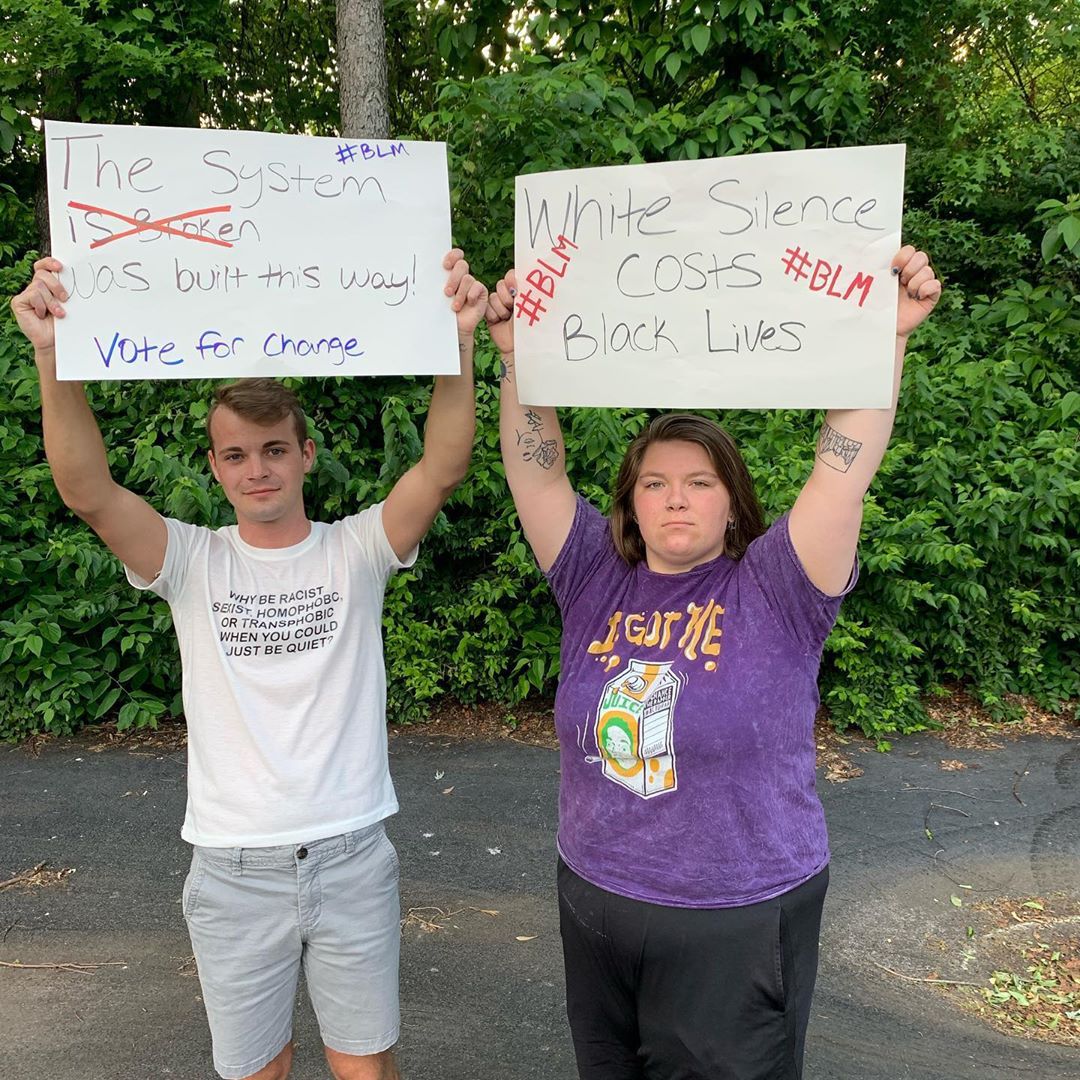 The System #BLM
is Broken
was built this way!
Vote for Change
White Silence
Costs
Black Lives
#BLM
#BLM
WHY BE RACIST,
SEXIST, HOMOPHOBIC,
OR TRANSPHOBIC
WHEN YOU COULD
JUST BE QUIET?
I GOT THE
JUICE